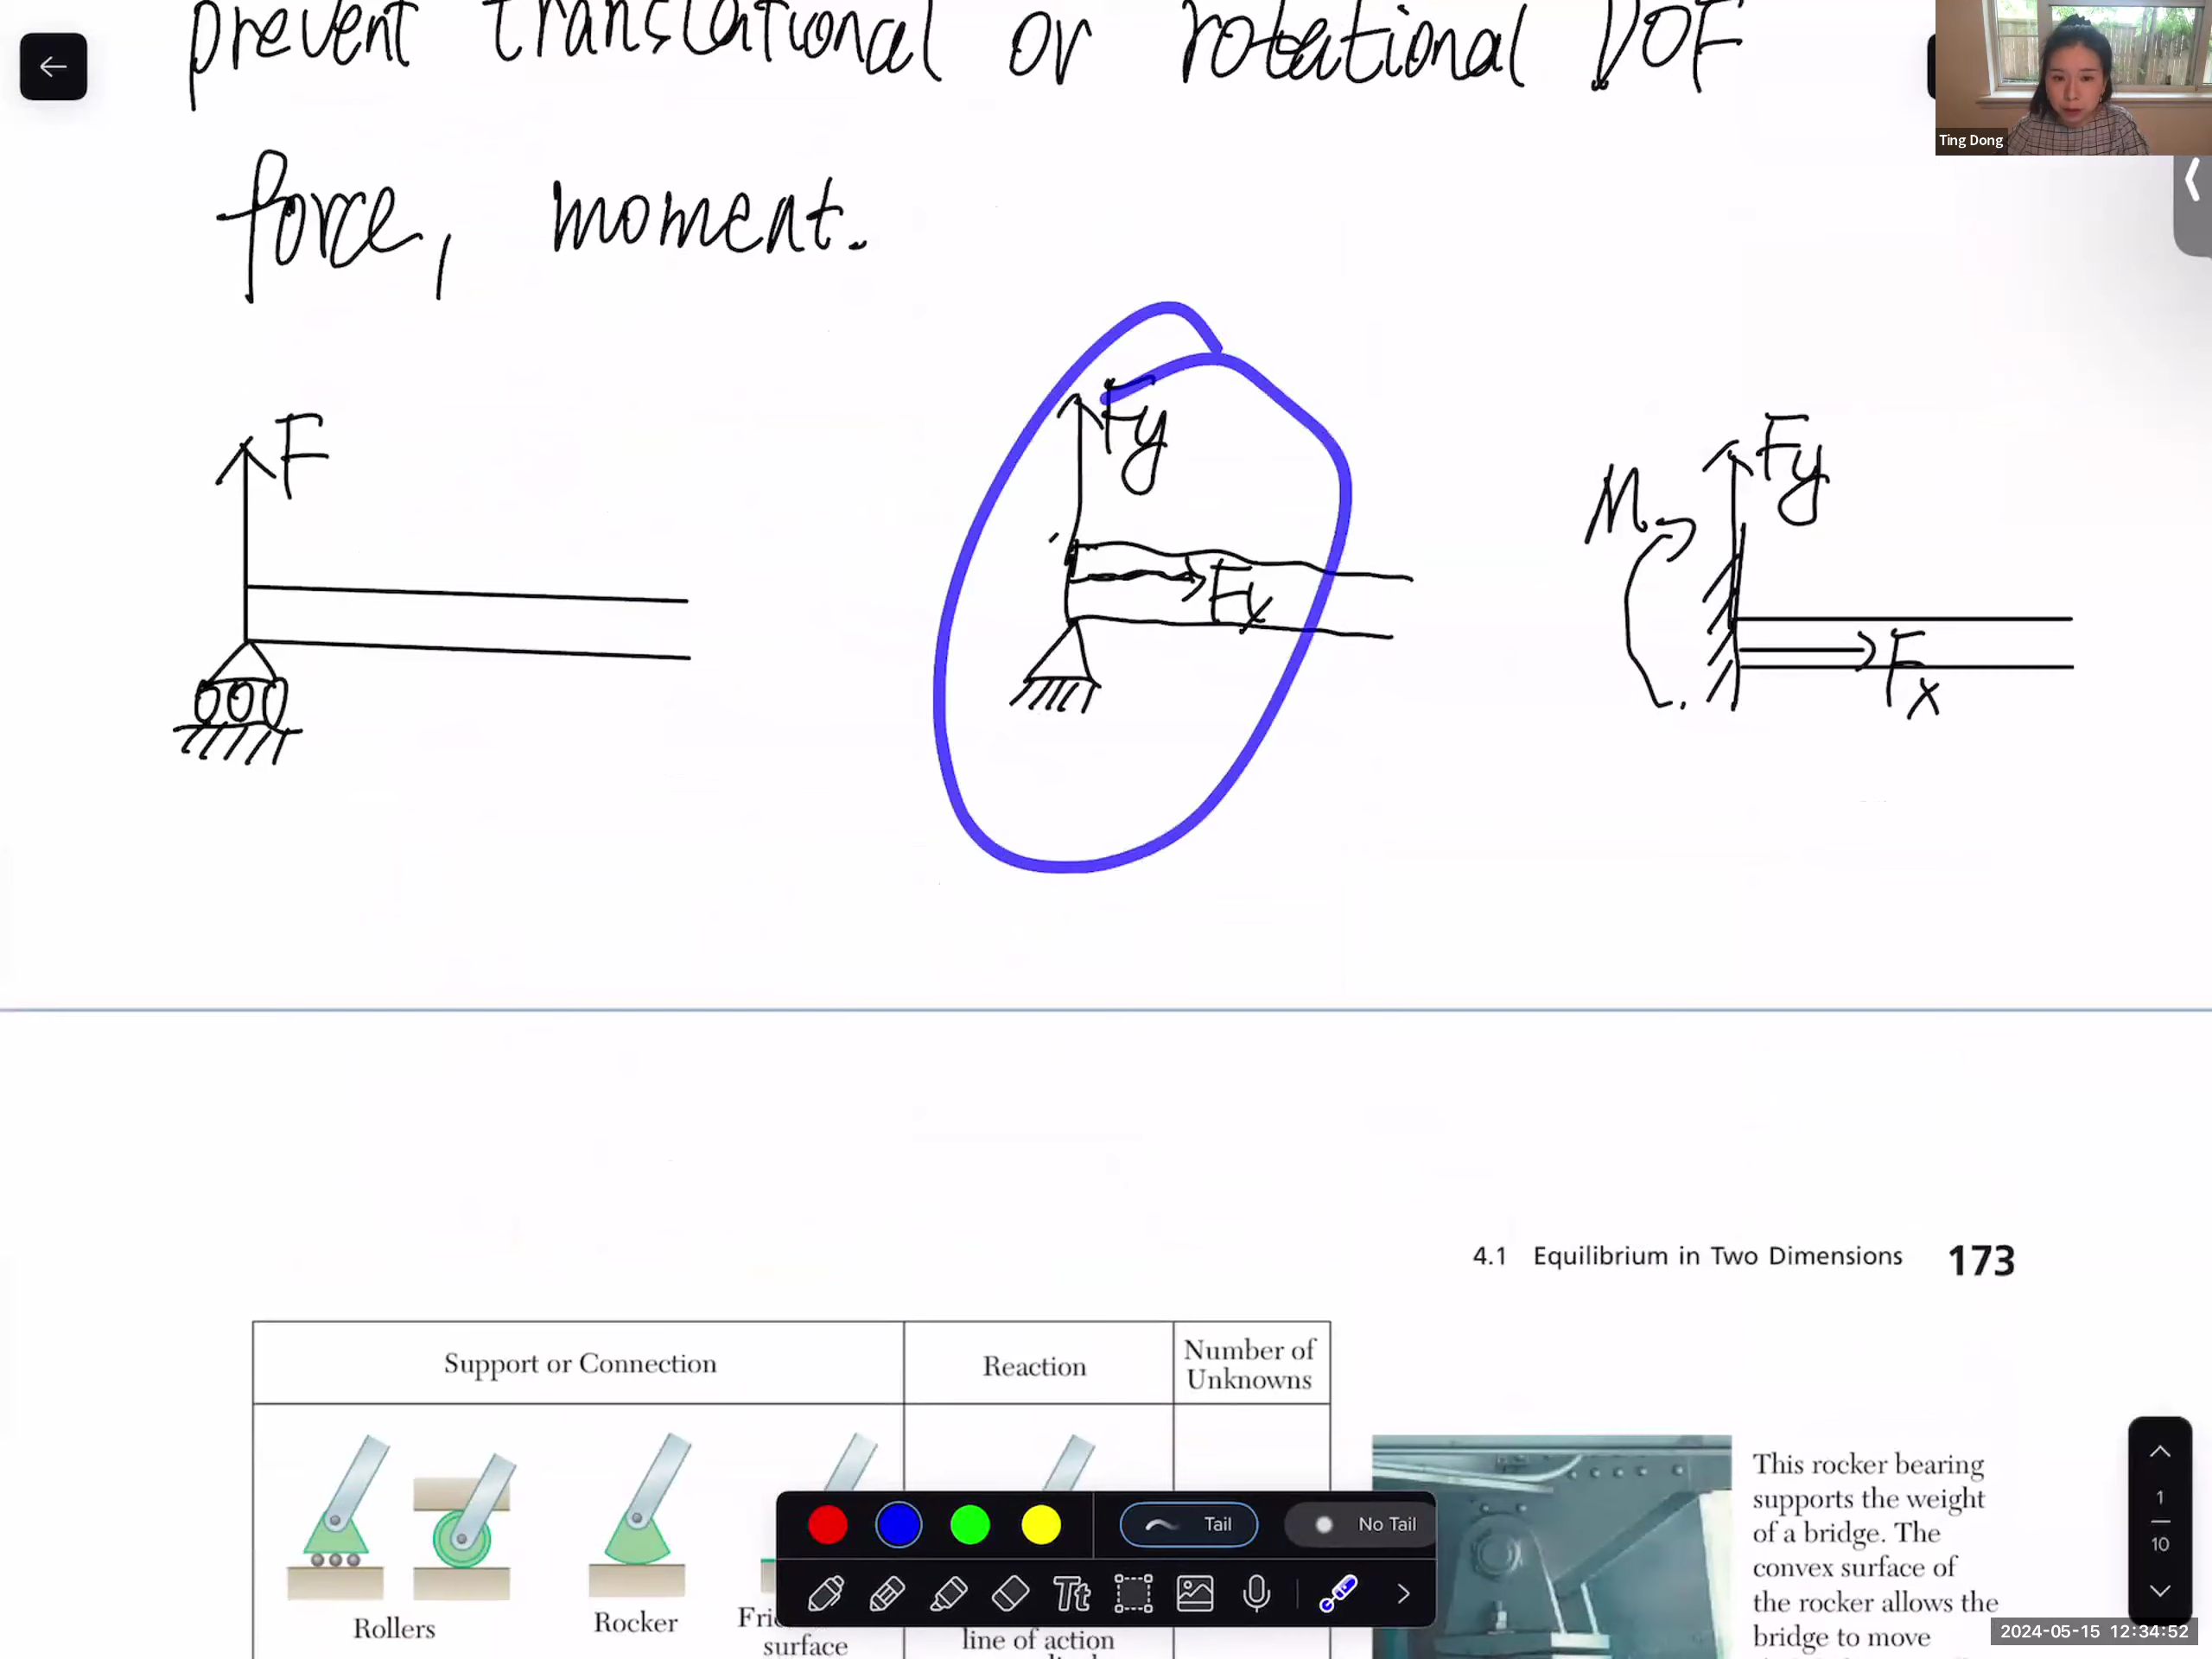 prevent translational or rotational DOF
Ting Dong
force, moment.
F
Fy
Fx
M
Fy
Fx
4.1 Equilibrium in Two Dimensions 173
Support or Connection
Reaction
Number of
Unknowns
Rollers
Rocker
surface
line of action
This rocker bearing
supports the weight
of a bridge. The
convex surface of
the rocker allows the
bridge to move
Tail
No Tail
Tt
1
10
2024-05-15 12:34:52